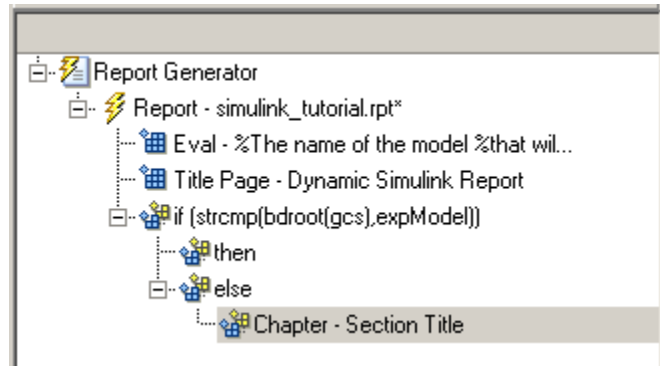 Report Generator
Report - simulink_tutorial.rpt*
Eval - %The name of the model %that wil...
Title Page - Dynamic Simulink Report
if (strcmp(bdroot(gcs),expModel))
then
else
Chapter - Section Title